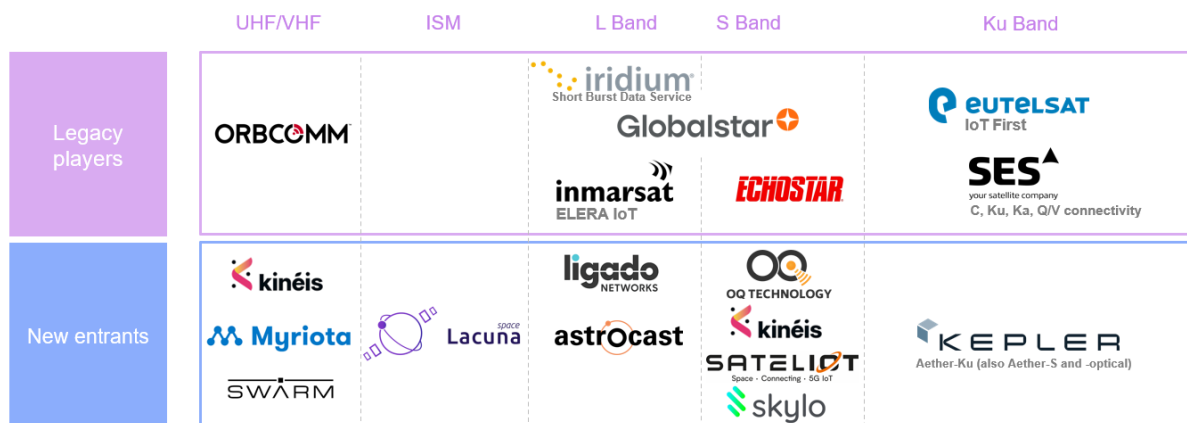 UHF/VHF
ISM
L Band
S Band
Ku Band
Legacy
players
ORBCOMM
iridium
Short Burst Data Service
Globalstar
inmarsat
ELERA IoT
ECHOSTAR
eUTELSAT
IoT First
SES
your satellite company
C, Ku, Ka, Q/V connectivity
New entrants
kinéis
Myriota
SWARM
space
Lacuna
ligado
NETWORKS
astrocast
OQ
OQ TECHNOLOGY
kinéis
SATELIOT
Space - Connecting - 5G IoT
skylo
KEPLER
Aether-Ku (also Aether-S and -optical)